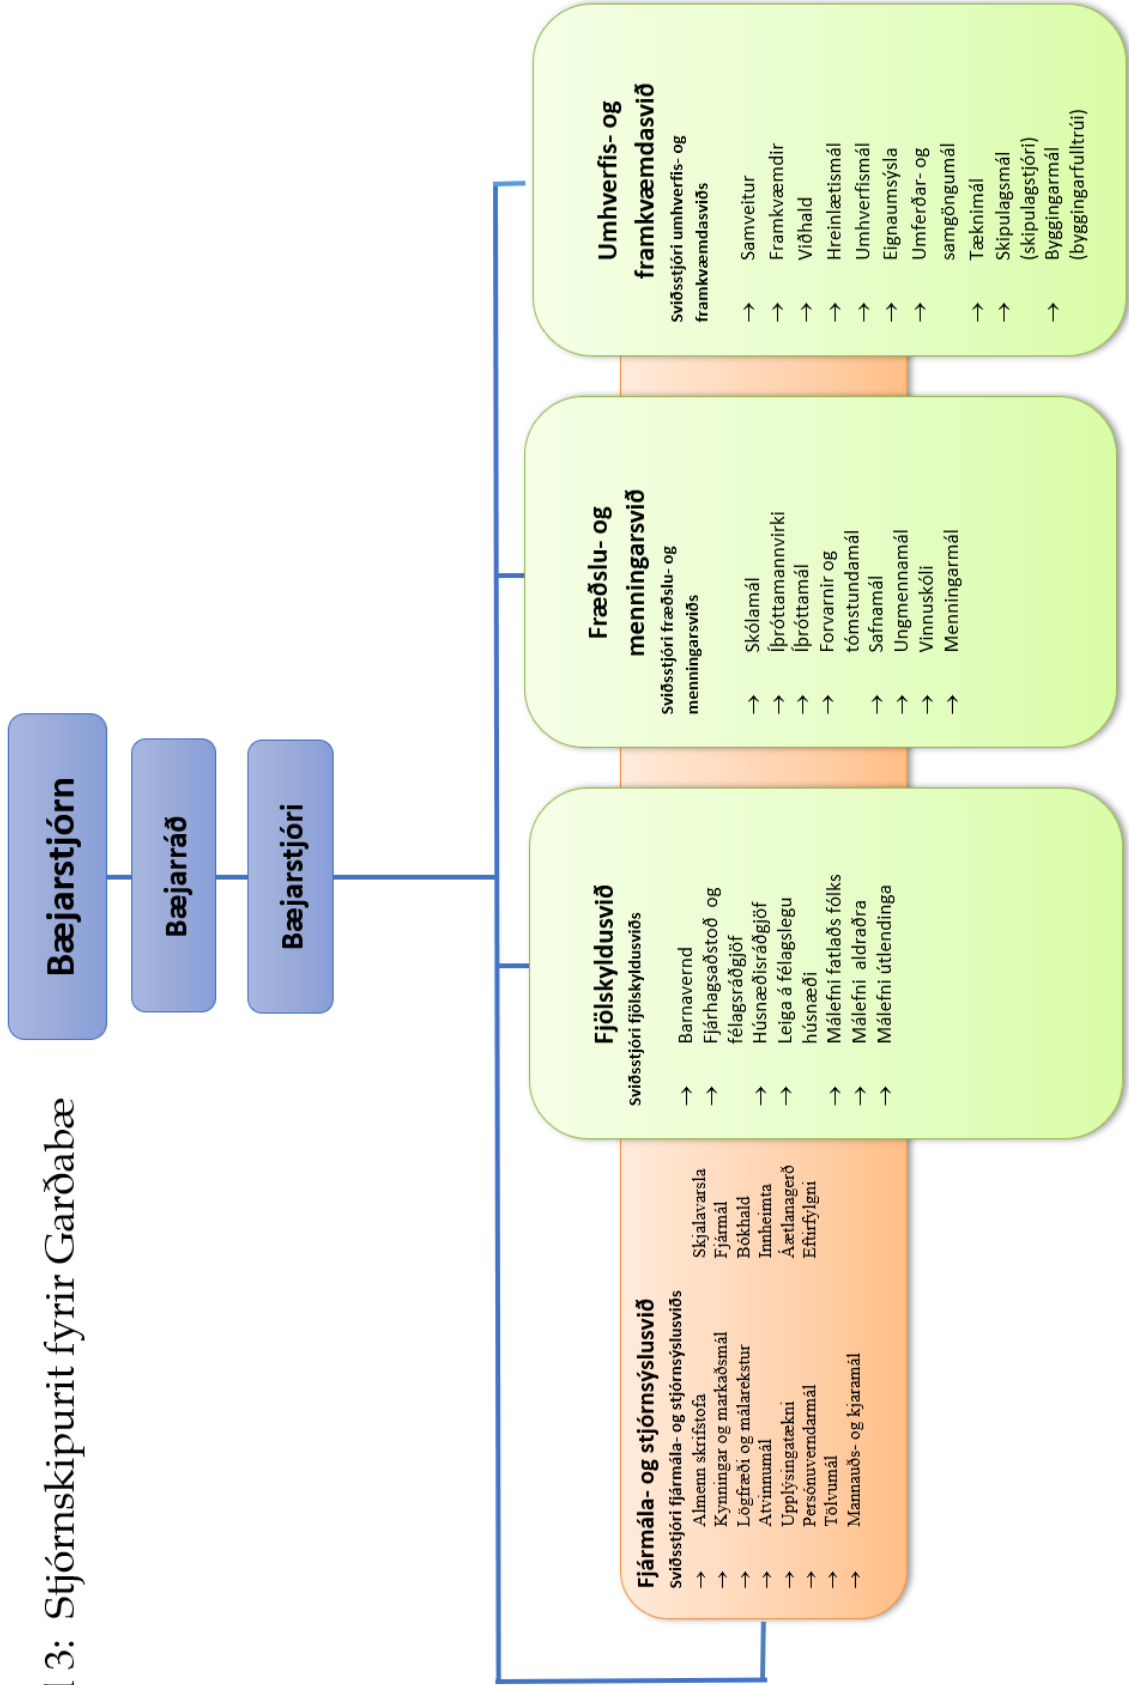 l 3: Stjórnskipurit fyrir Garðabæ
Bæjarstjórn
Bæjarráð
Bæjarstjóri
Fjármála- og stjórnsýslusvið
Sviðsstjóri fjármála- og stjórnsýslusviðs
→ Almenn skrifstofa
→ Kynningar og markaðsmál
→ Lögfræði og málarekstur
→ Atvinnumál
→ Upplýsingatækni
→ Persónuverndarmál
→ Tölvumál
→ Mannauðs- og kjaramál
Skjalavarsla
Fjármál
Bókhald
Innheimta
Áætlanagerð
Eftirfylgni
Fjölskyldusvið
Sviðsstjóri fjölskyldusviðs
→ Barnavernd
→ Fjárhagsaðstoð og
félagsráðgjöf
→ Húsnæðisráðgjöf
→ Leiga á félagslegu
húsnæði
→ Málefni fatlaðs fólks
→ Málefni aldraðra
→ Málefni útlendinga
Fræðslu- og
menningarsvið
Sviðsstjóri fræðslu- og
menningarsviðs
→ Skólamál
→ Íþróttamannvirki
→ Íþróttamál
→ Forvarnir og
tómstundamál
→ Safnamál
→ Ungmennamál
→ Vinnuskóli
→ Menningarmál
Umhverfis- og
framkvæmdasvið
Sviðsstjóri umhverfis- og
framkvæmdasviðs
→ Samveitur
→ Framkvæmdir
→ Viðhald
→ Hreinlætismál
→ Umhverfismál
→ Eignaumsýsla
→ Umferðar- og
samgöngumál
→ Tæknimál
→ Skipulagsmál
(skipulagstjóri)
→ Byggingarmál
(byggingarfulltrúi)